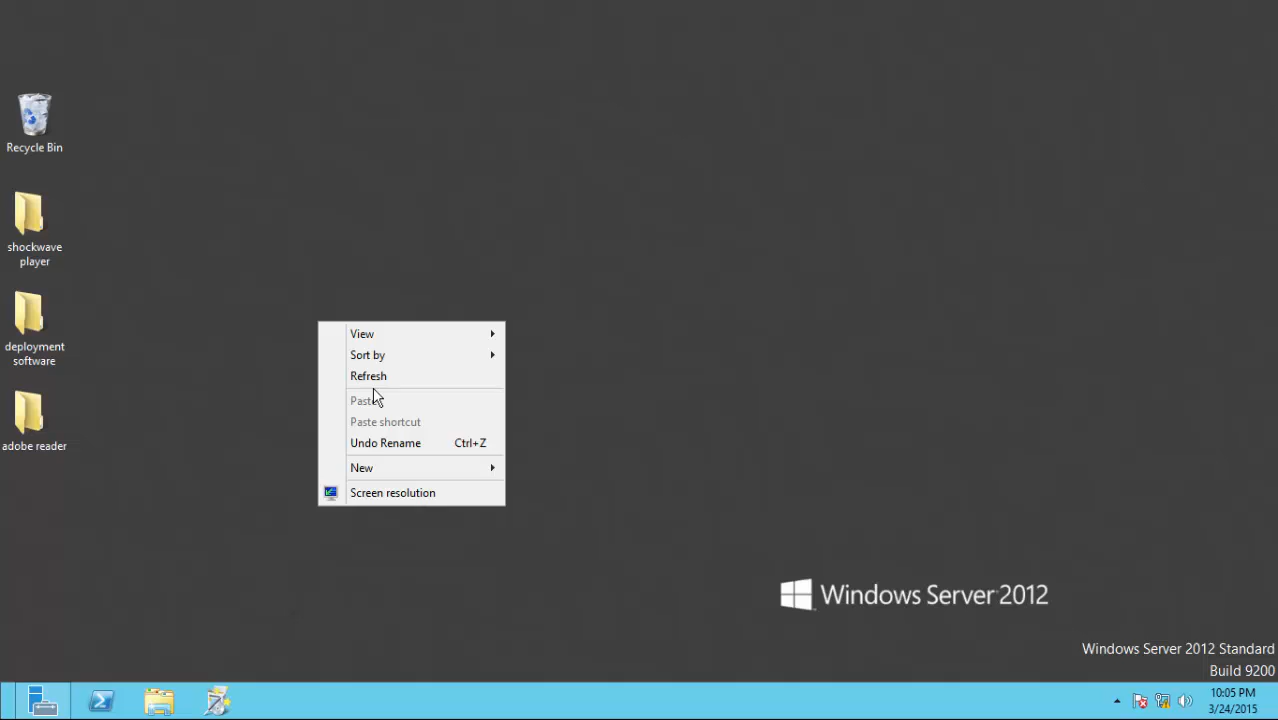 Recycle Bin
shockwave
player
deployment
software
adobe reader
View
Sort by
Refresh
Paste
Paste shortcut
Undo Rename Ctrl+Z
New
Screen resolution
Windows Server 2012
Windows Server 2012 Standard
Build 9200
10:05 PM
3/24/2015